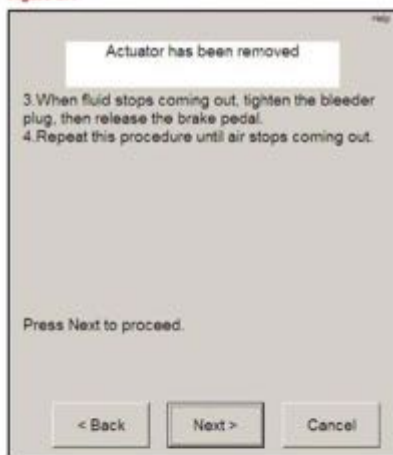 Help
Actuator has been removed
3.When fluid stops coming out, tighten the bleeder
plug, then release the brake pedal.
4.Repeat this procedure until air stops coming out.
Press Next to proceed.
< Back
Next >
Cancel